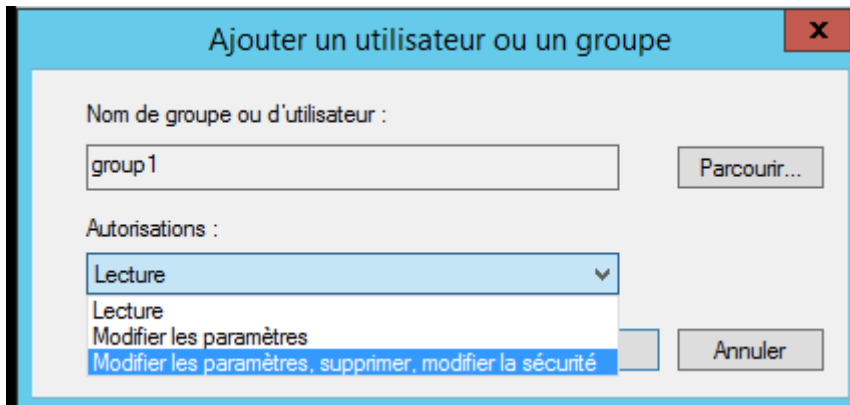 Ajouter un utilisateur ou un groupe
x
Nom de groupe ou d'utilisateur :
group1
Parcourir...
Autorisations :
Lecture
Lecture
Modifier les paramètres
Modifier les paramètres, supprimer, modifier la sécurité
Annuler